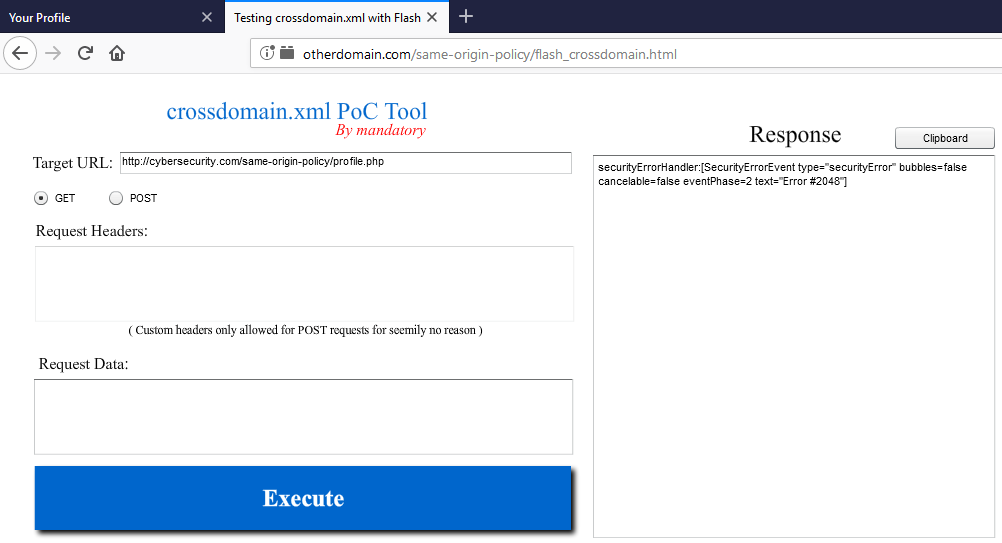 Your Profile
Testing crossdomain.xml with Flash
otherdomain.com/same-origin-policy/flash_crossdomain.html
crossdomain.xml PoC Tool
By mandatory
Target URL: http://cybersecurity.com/same-origin-policy/profile.php
GET POST
Request Headers:
( Custom headers only allowed for POST requests for seemily no reason )
Request Data:
Execute
Response
Clipboard
securityErrorHandler:[SecurityErrorEvent type="securityError" bubbles=false
cancelable=false eventPhase=2 text="Error #2048"]